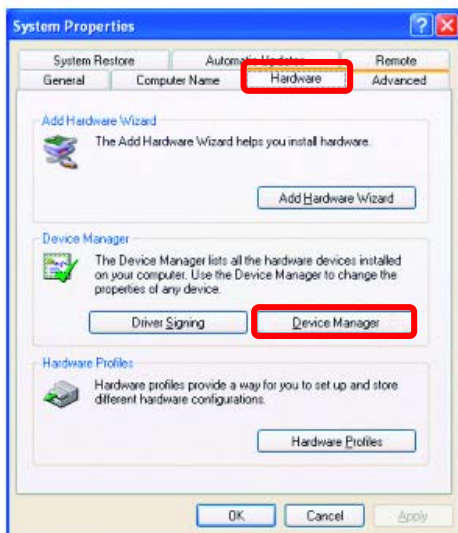 System Properties
System Restore Automatic Updates Remote
General Computer Name Hardware Advanced
Add Hardware Wizard
The Add Hardware Wizard helps you install hardware.
Add Hardware Wizard
Device Manager
The Device Manager lists all the hardware devices installed
on your computer. Use the Device Manager to change the
properties of any device.
Driver Signing Device Manager
Hardware Profiles
Hardware profiles provide a way for you to set up and store
different hardware configurations.
Hardware Profiles
OK Cancel Apply